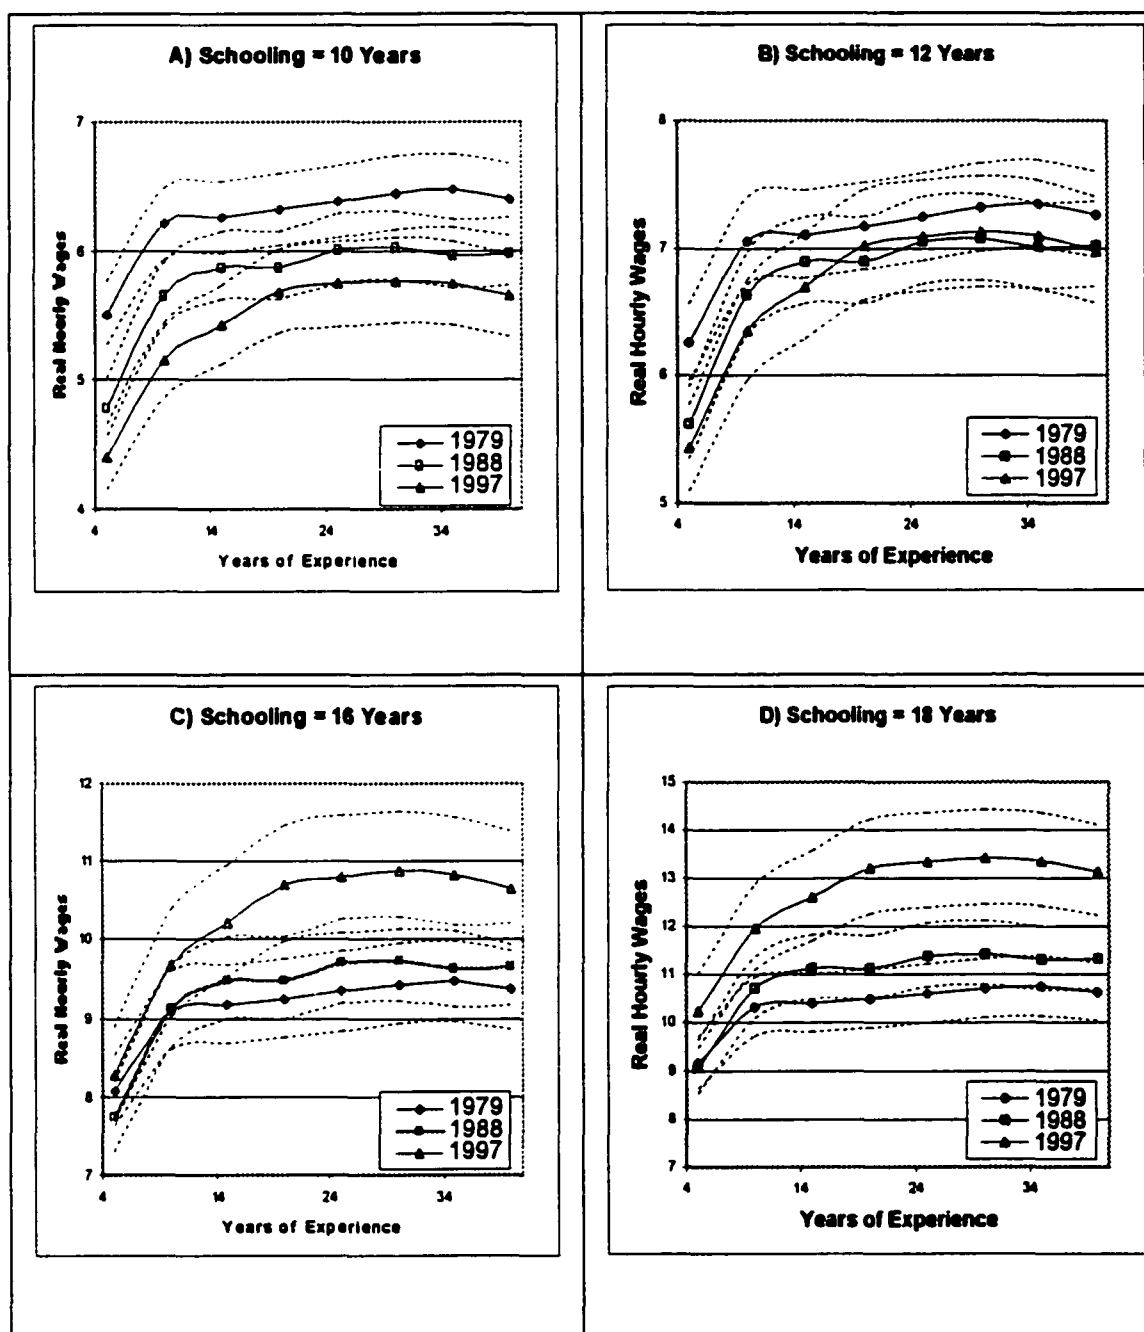 A) Schooling = 10 Years
Real Hourly Wages
7
6
5
4
4 14 24 34
Years of Experience
1979
1988
1997
B) Schooling = 12 Years
Real Hourly Wages
8
7
6
5
4 14 24 34
Years of Experience
1979
1988
1997
C) Schooling = 16 Years
Real Hourly Wages
12
11
10
9
8
7
4 14 24 34
Years of Experience
1979
1988
1997
D) Schooling = 18 Years
Real Hourly Wages
15
14
13
12
11
10
9
8
7
4 14 24 34
Years of Experience
1979
1988
1997